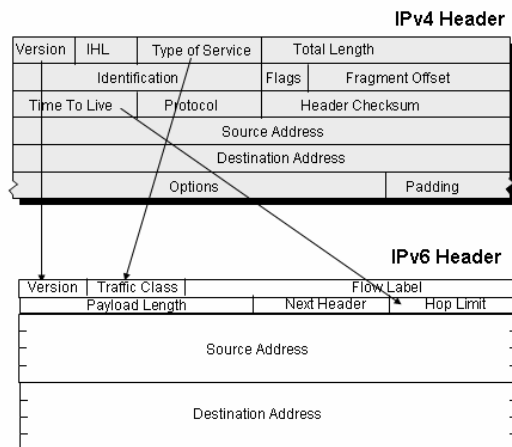 IPv4 Header
Version IHL Type of Service Total Length
Identification Flags Fragment Offset
Time To Live Protocol Header Checksum
Source Address
Destination Address
Options Padding
IPv6 Header
Version Traffic Class Flow Label
Payload Length Next Header Hop Limit
Source Address
Destination Address